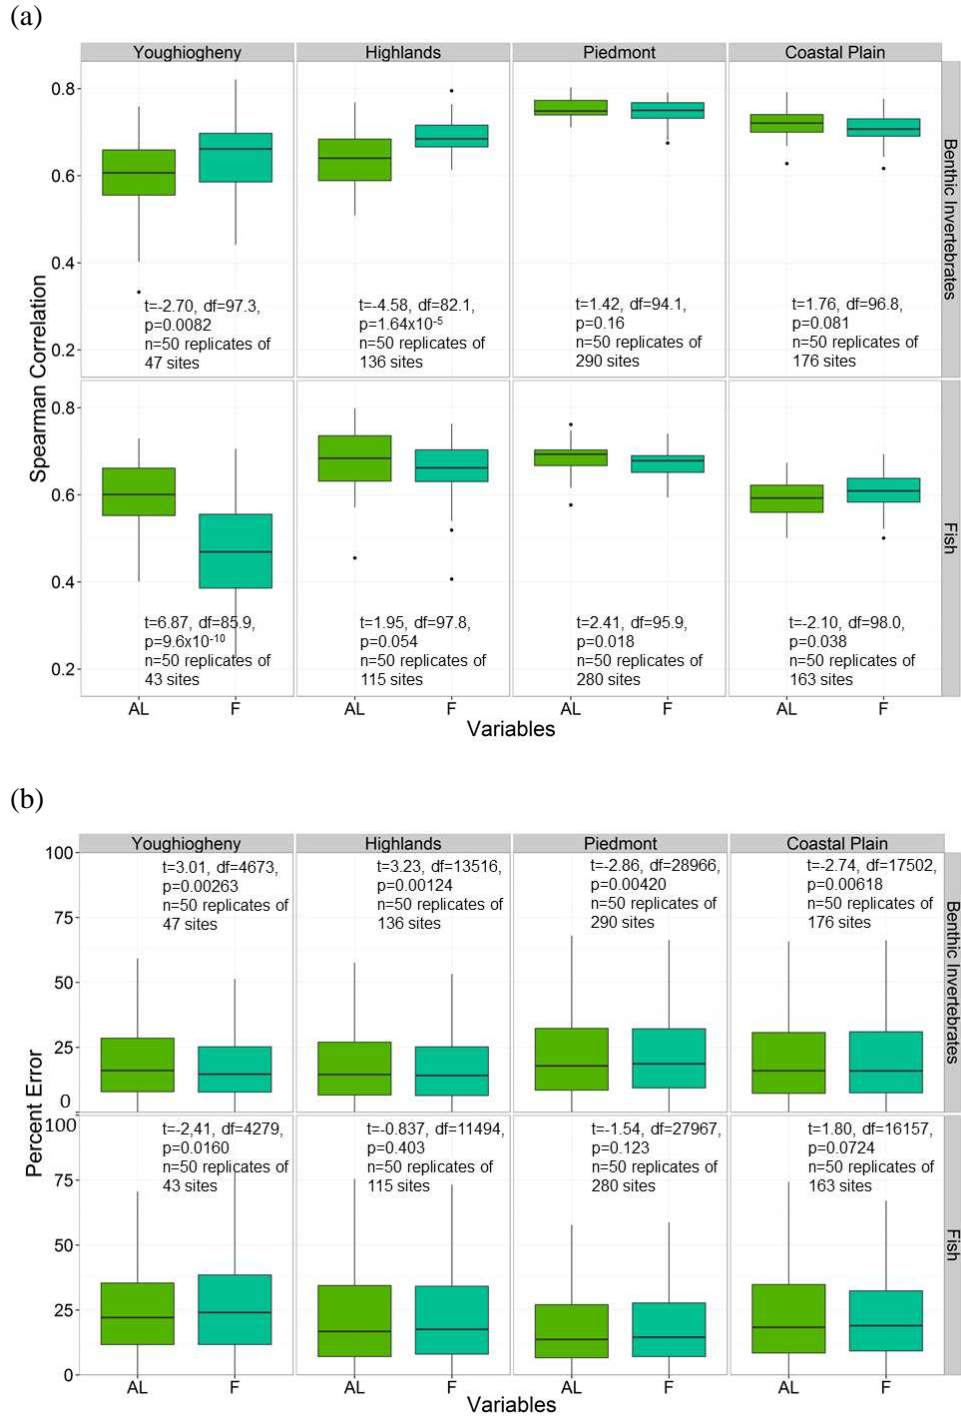 (a)
Youghiogheny Highlands Piedmont Coastal Plain
0.8
0.6
0.4
0.2
Benthic Invertebrates
t=-2.70, df=97.3,
p=0.0082
n=50 replicates of
47 sites
t=-4.58, df=82.1,
p=1.64x10⁻⁵
n=50 replicates of
136 sites
t=1.42, df=94.1,
p=0.16
n=50 replicates of
290 sites
t=1.76, df=96.8,
p=0.081
n=50 replicates of
176 sites
Spearman Correlation
0.8
0.6
0.4
0.2
Fish
t=6.87, df=85.9,
p=9.6x10⁻¹⁰
n=50 replicates of
43 sites
t=1.95, df=97.8,
p=0.054
n=50 replicates of
115 sites
t=2.41, df=95.9,
p=0.018
n=50 replicates of
280 sites
t=-2.10, df=98.0,
p=0.038
n=50 replicates of
163 sites
AL F AL F AL F AL F
Variables
(b)
Youghiogheny Highlands Piedmont Coastal Plain
100
75
50
25
0
Benthic Invertebrates
t=3.01, df=4673,
p=0.00263
n=50 replicates of
47 sites
t=3.23, df=13516,
p=0.00124
n=50 replicates of
136 sites
t=-2.86, df=28966,
p=0.00420
n=50 replicates of
290 sites
t=-2.74, df=17502,
p=0.00618
n=50 replicates of
176 sites
Percent Error
100
75
50
25
0
Fish
t=-2,41, df=4279,
p=0.0160
n=50 replicates of
43 sites
t=-0.837, df=11494,
p=0.403
n=50 replicates of
115 sites
t=-1.54, df=27967,
p=0.123
n=50 replicates of
280 sites
t=1.80, df=16157,
p=0.0724
n=50 replicates of
163 sites
AL F AL F AL F AL F
Variables